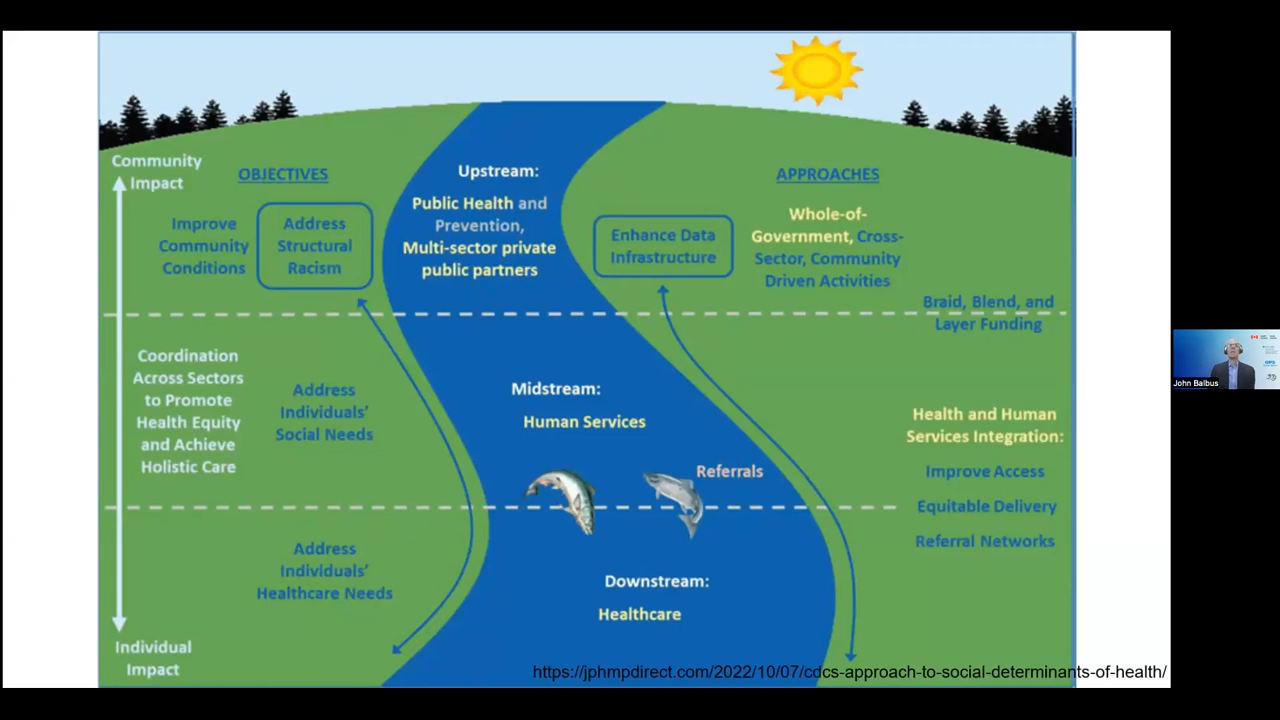 Community
Impact
OBJECTIVES
Improve
Community
Conditions
Address
Structural
Racism
Upstream:
Public Health and
Prevention,
Multi-sector private
public partners
APPROACHES
Enhance Data
Infrastructure
Whole-of-
Government, Cross-
Sector, Community
Driven Activities
Braid, Blend, and
Layer Funding
Coordination
Across Sectors
to Promote
Health Equity
and Achieve
Holistic Care
Address
Individuals’
Social Needs
Midstream:
Human Services
Referrals
Health and Human
Services Integration:
Improve Access
Equitable Delivery
Referral Networks
Address
Individuals’
Healthcare Needs
Downstream:
Healthcare
Individual
Impact
https://jphmpdirect.com/2022/10/07/cdcs-approach-to-social-determinants-of-health/
John Balbus